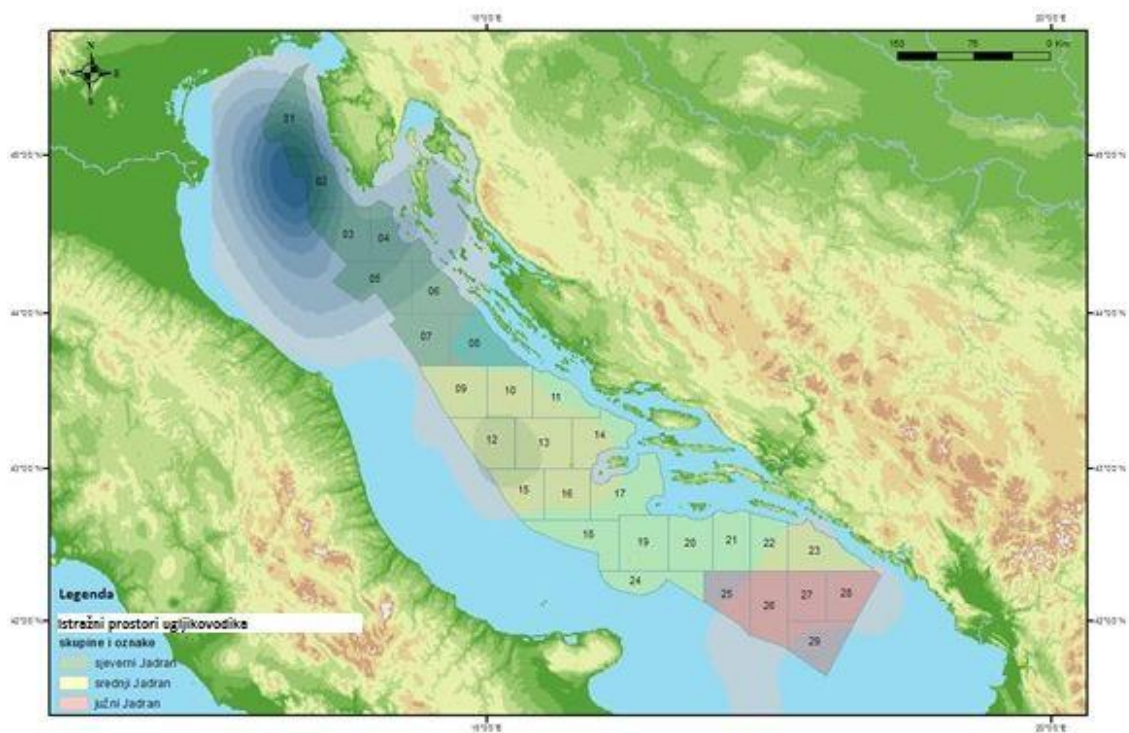 N
150 75 0 Km
01
02
03 04
05
06
07 08
09 10 11
12 13 14
15 16 17
18 19 20 21 22 23
24
25 26 27 28
29
Legenda
Istražni prostori ugljikovodika
skupine i oznake
sjeverni Jadran
srednji Jadran
južni Jadran